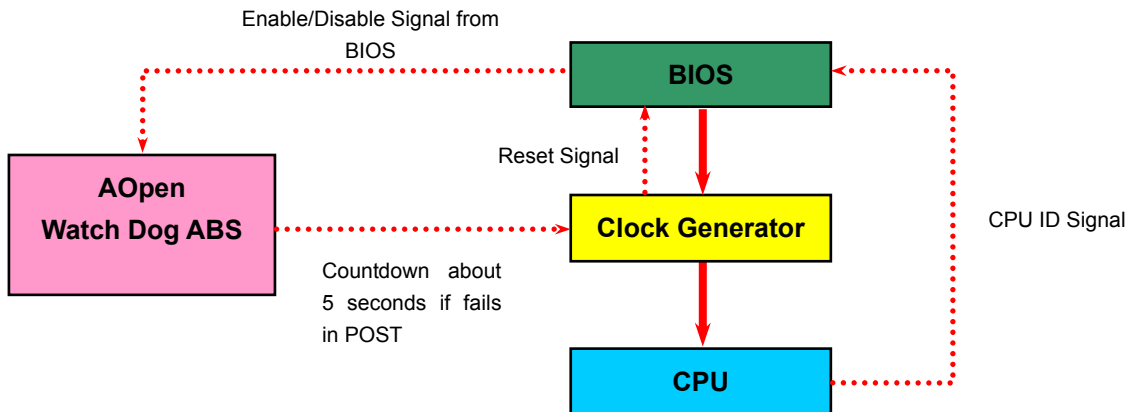 Enable/Disable Signal from
BIOS
BIOS
Reset Signal
AOpen
Watch Dog ABS
Clock Generator
CPU ID Signal
Countdown about
5 seconds if fails
in POST
CPU